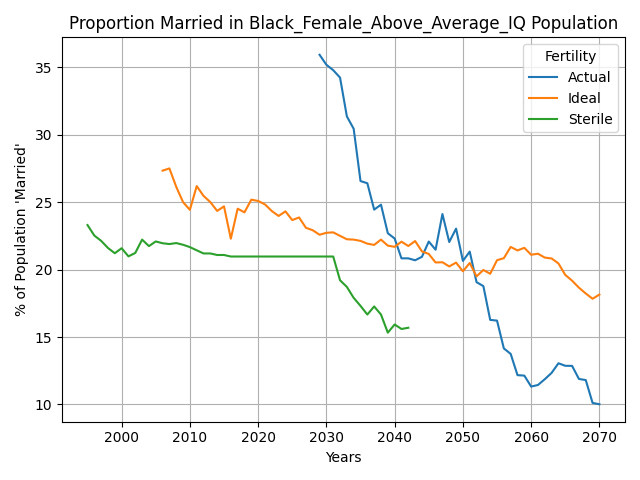 Proportion Married in Black_Female_Above_Average_IQ Population
% of Population 'Married'
35
30
25
20
15
10
Fertility
Actual
Ideal
Sterile
2000 2010 2020 2030 2040 2050 2060 2070
Years